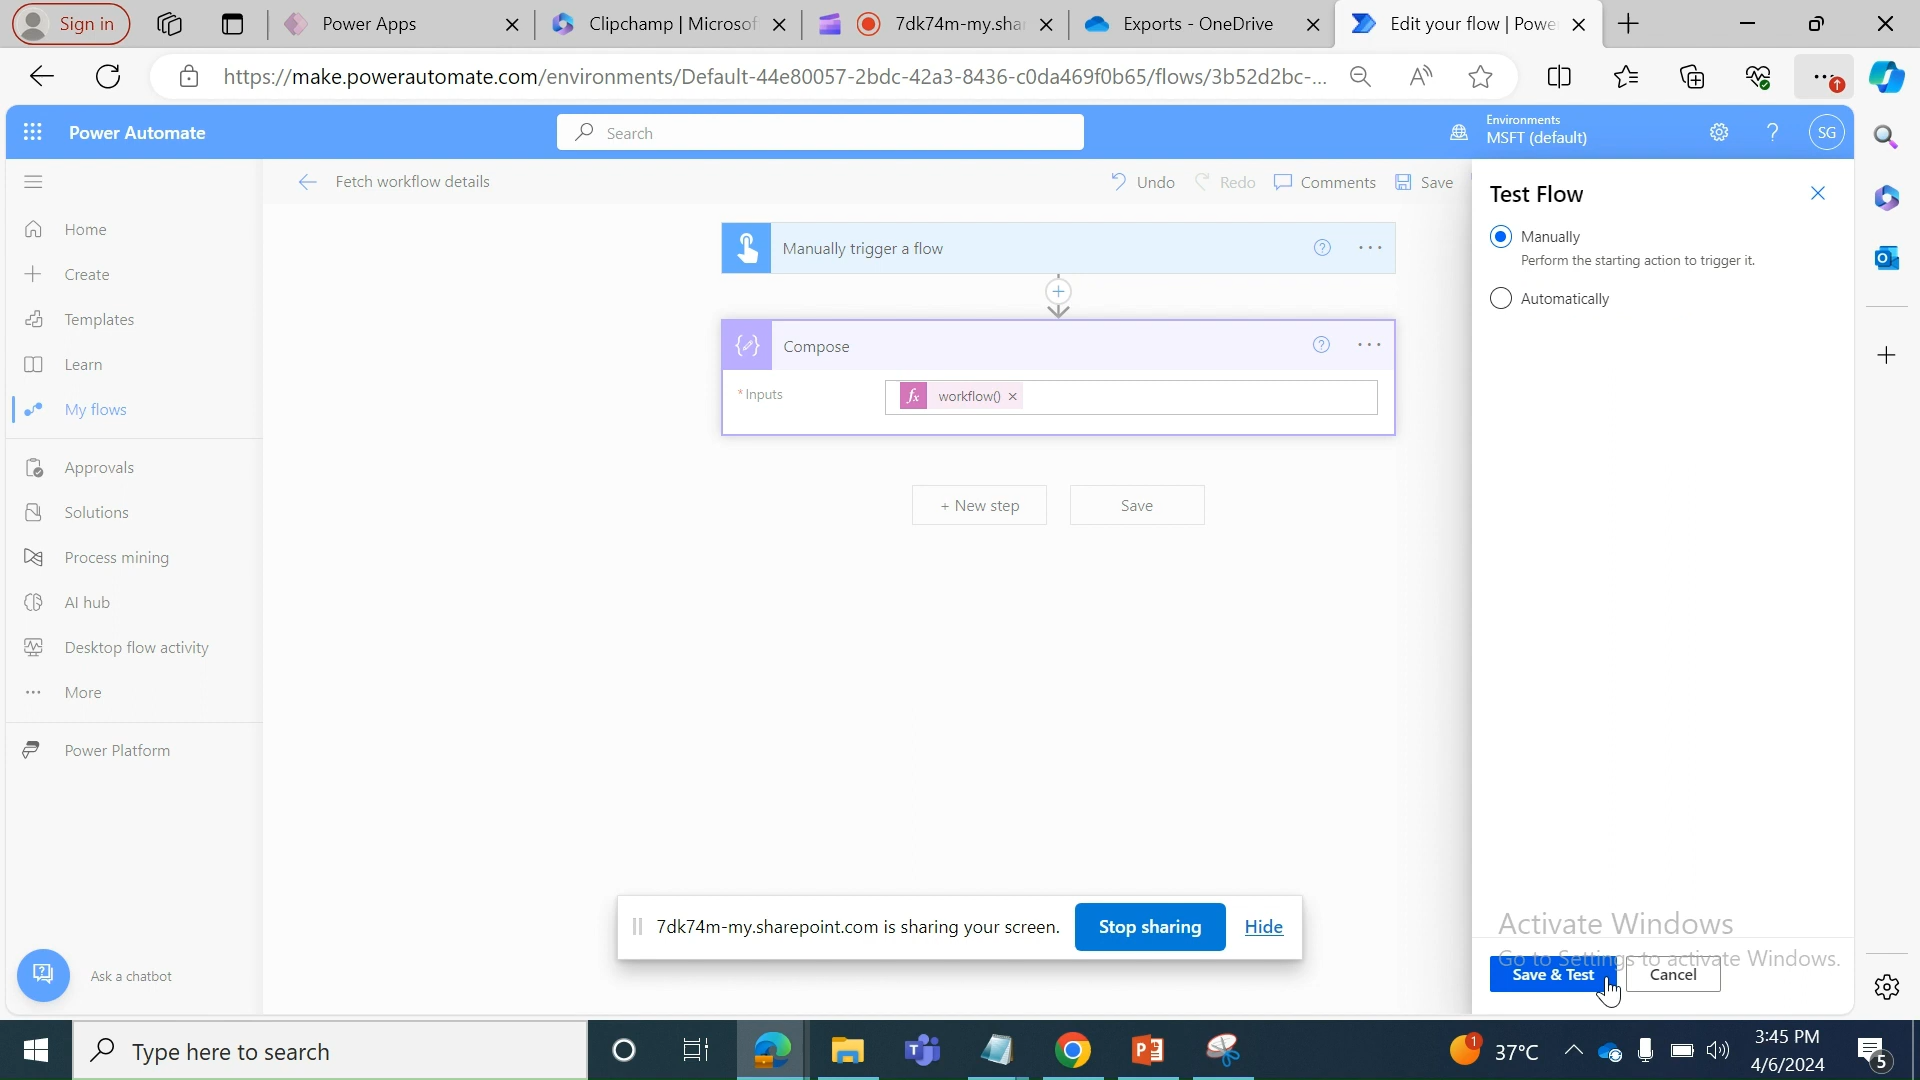 Sign in
Power Apps
Clipchamp | Microsof
7dk74m-my.sha
Exports - OneDrive
Edit your flow | Powe
https://make.powerautomate.com/environments/Default-44e80057-2bdc-42a3-8436-c0da469f0b65/flows/3b52d2bc-...
Power Automate
Search
Environments
MSFT (default)
?
SG
Fetch workflow details
Undo
Redo
Comments
Save
Home
Create
Templates
Learn
My flows
Approvals
Solutions
Process mining
AI hub
Desktop flow activity
More
Power Platform
Ask a chatbot
Manually trigger a flow
Compose
* Inputs
fx workflow() ×
+ New step
Save
Test Flow
Manually
Perform the starting action to trigger it.
Automatically
7dk74m-my.sharepoint.com is sharing your screen.
Stop sharing
Hide
Activate Windows
Go to Settings to activate Windows.
Save & Test
Cancel
Type here to search
1
37°C
3:45 PM
4/6/2024
5